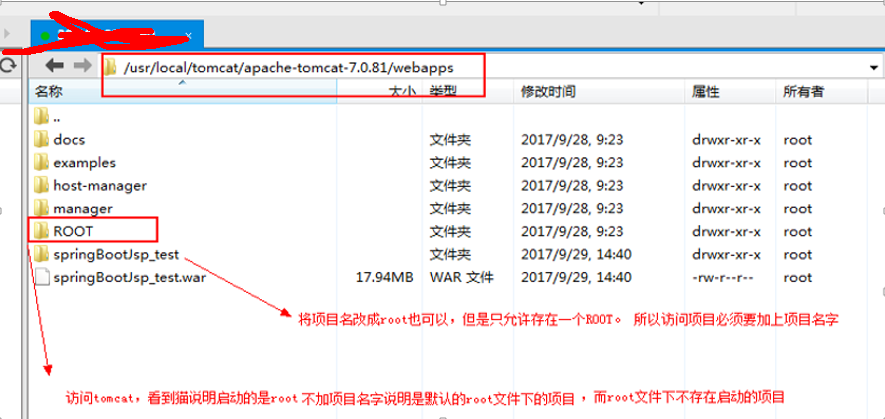 /usr/local/tomcat/apache-tomcat-7.0.81/webapps
名称 大小 类型 修改时间 属性 所有者
..
docs 文件夹 2017/9/28, 9:23 drwxr-xr-x root
examples 文件夹 2017/9/28, 9:23 drwxr-xr-x root
host-manager 文件夹 2017/9/28, 9:23 drwxr-xr-x root
manager 文件夹 2017/9/28, 9:23 drwxr-xr-x root
ROOT 文件夹 2017/9/28, 9:23 drwxr-xr-x root
springBootJsp_test 文件夹 2017/9/29, 14:40 drwxr-xr-x root
springBootJsp_test.war 17.94MB WAR 文件 2017/9/29, 14:40 -rw-r--r-- root
将项目名改成root也可以，但是只允许存在一个ROOT。 所以访问项目必须要加上项目名字
访问tomcat，看到猫说明启动的是root 不加项目名字说明是默认的root文件下的项目 ，而root文件下不存在启动的项目